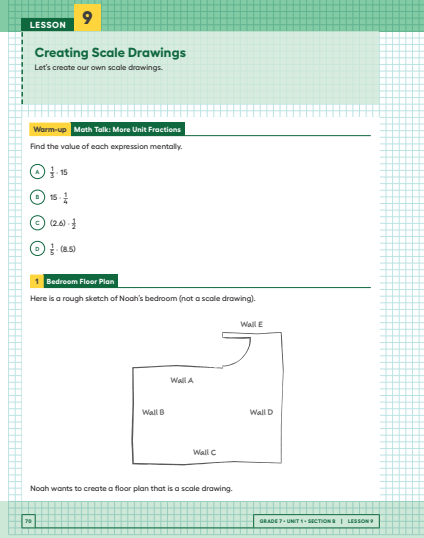 LESSON 9
Creating Scale Drawings
Let's create our own scale drawings.
Warm-up Math Talk: More Unit Fractions
Find the value of each expression mentally.
A 1/3 · 15
B 15 · 1/4
C (2.6) · 1/2
D 1/5 · (8.5)
1 Bedroom Floor Plan
Here is a rough sketch of Noah's bedroom (not a scale drawing).
Wall E
Wall A
Wall B Wall D
Wall C
Noah wants to create a floor plan that is a scale drawing.
70 GRADE 7 • UNIT 1 • SECTION B | LESSON 9